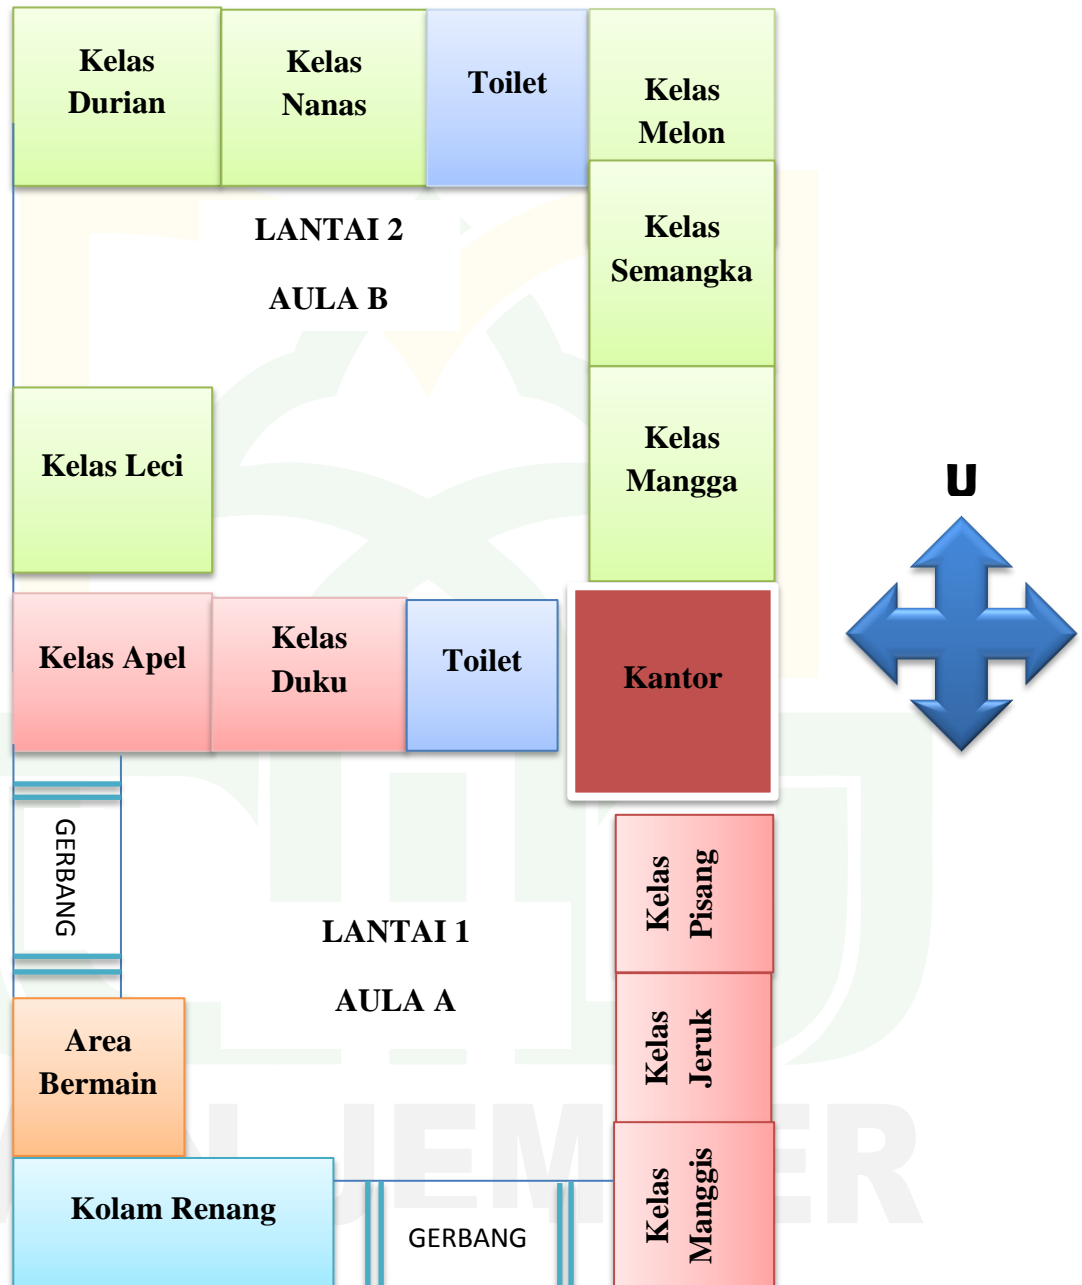 Kelas
Durian
Kelas
Nanas
Toilet
Kelas
Melon
LANTAI 2
AULA B
Kelas
Semangka
Kelas Leci
Kelas
Mangga
U
Kelas Apel
Kelas
Duku
Toilet
Kantor
GERBANG
LANTAI 1
AULA A
Kelas
Pisang
Area
Bermain
Kelas
Jeruk
Kolam Renang
GERBANG
Kelas
Manggis